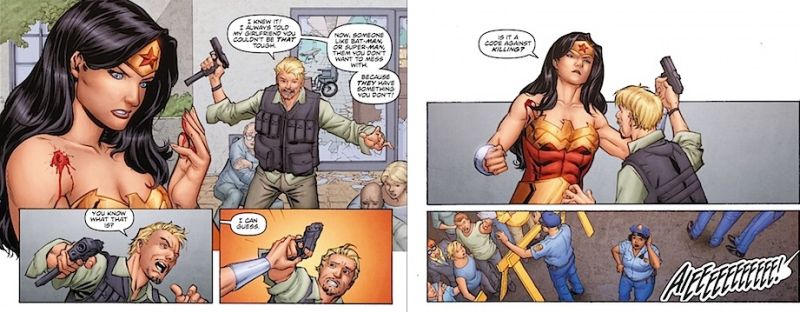 I KNEW IT!
I ALWAYS TOLD
MY GIRLFRIEND YOU
COULDN'T BE THAT
TOUGH.
NOW, SOMEONE
LIKE BAT-MAN,
OR SUPER-MAN,
THEM YOU DON'T
WANT TO MESS
WITH.
BECAUSE
THEY HAVE
SOMETHING
YOU DON'T!
YOU KNOW
WHAT THAT
IS?
I CAN
GUESS.
IS IT A
CODE AGAINST
KILLING?